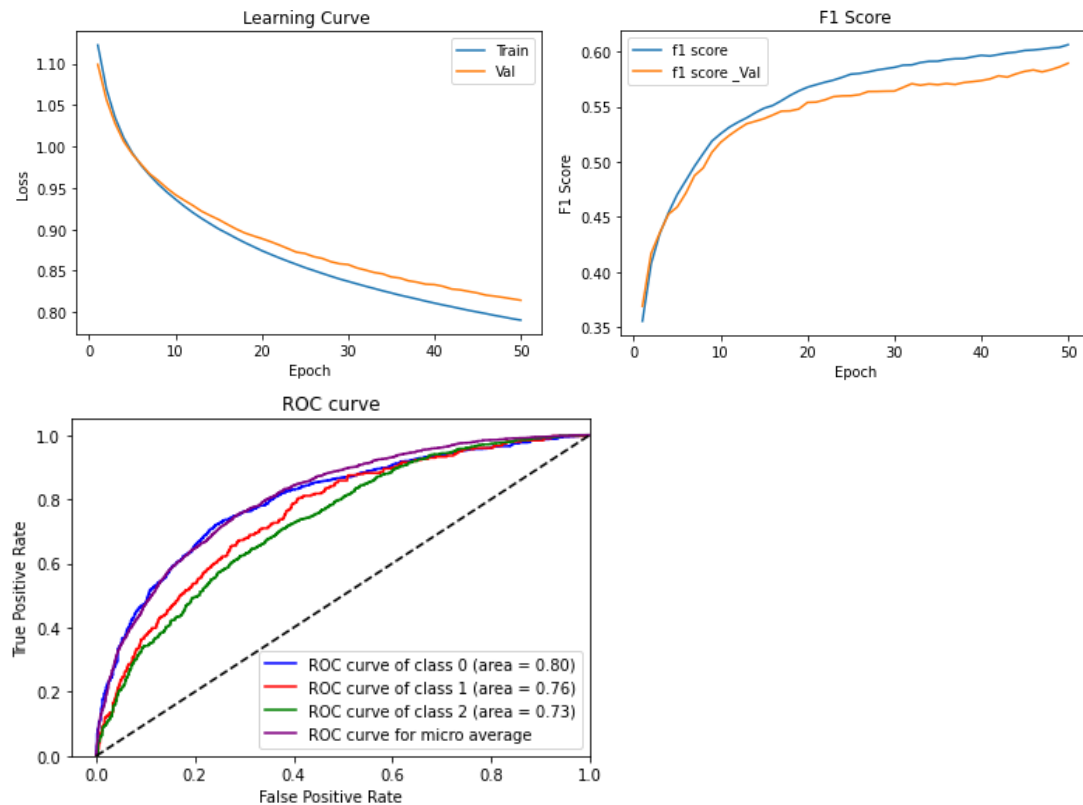 Learning Curve
Train
Val
1.10
1.05
1.00
0.95
0.90
0.85
0.80
Loss
0 10 20 30 40 50
Epoch
F1 Score
f1 score
f1 score _Val
0.60
0.55
0.50
0.45
0.40
0.35
F1 Score
0 10 20 30 40 50
Epoch
ROC curve
1.0
0.8
0.6
0.4
0.2
0.0
True Positive Rate
ROC curve of class 0 (area = 0.80)
ROC curve of class 1 (area = 0.76)
ROC curve of class 2 (area = 0.73)
ROC curve for micro average
0.0 0.2 0.4 0.6 0.8 1.0
False Positive Rate